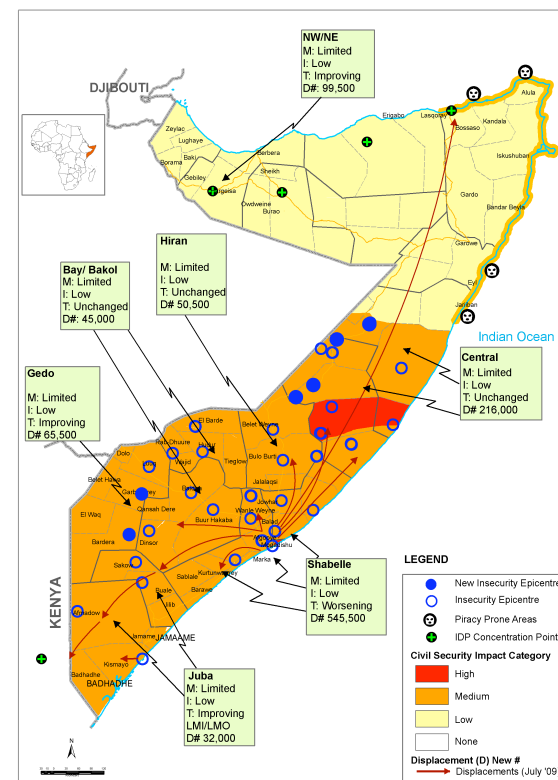 NW/NE
M: Limited
I: Low
T: Improving
D#: 99,500
DJIBOUTI
Alula
Zeylac
Lughaye
Erigabo
Lasqoray
Kandala
Bossaso
Baki
Borama
Berbera
Iskushuban
Gebiley
Sheikh
Owdweine
Burao
Gardo
Bandar Beyla
Gardwe
Eyl
Jariban
Hiran
M: Limited
I: Low
T: Unchanged
D# 50,500
Bay/ Bakol
M: Limited
I: Low
T: Unchanged
D#: 45,000
Indian Ocean
Central
M: Limited
I: Low
T: Unchanged
D# 216,000
Gedo
M: Limited
I: Low
T: Improving
D# 65,500
El Barde
Belet Weyne
Rab-Dhuure
Dolo
Wajid
Tieglow
Bulo Burti
Belet Hawa
Jalalaqsi
El Waq
Qansah Dere
Buur Hakaba
Jowhar
Wanle Weyne
Balad
Bardera
Dinsor
Marka
Sakow
Kurtunwaarey
Sablale
Barawe
Buale
Jilib
Shabelle
M: Limited
I: Low
T: Worsening
D# 545,500
KENYA
Afmadow
Jamame
JAMAAME
Kismayo
Badhadhe
BADHADHE
Juba
M: Limited
I: Low
T: Improving
LMI/LMO
D# 32,000
N
LEGEND
New Insecurity Epicentre
Insecurity Epicentre
Piracy Prone Areas
IDP Concentration Point
Civil Security Impact Category
High
Medium
Low
None
Displacement (D) New #
Displacements (July '09